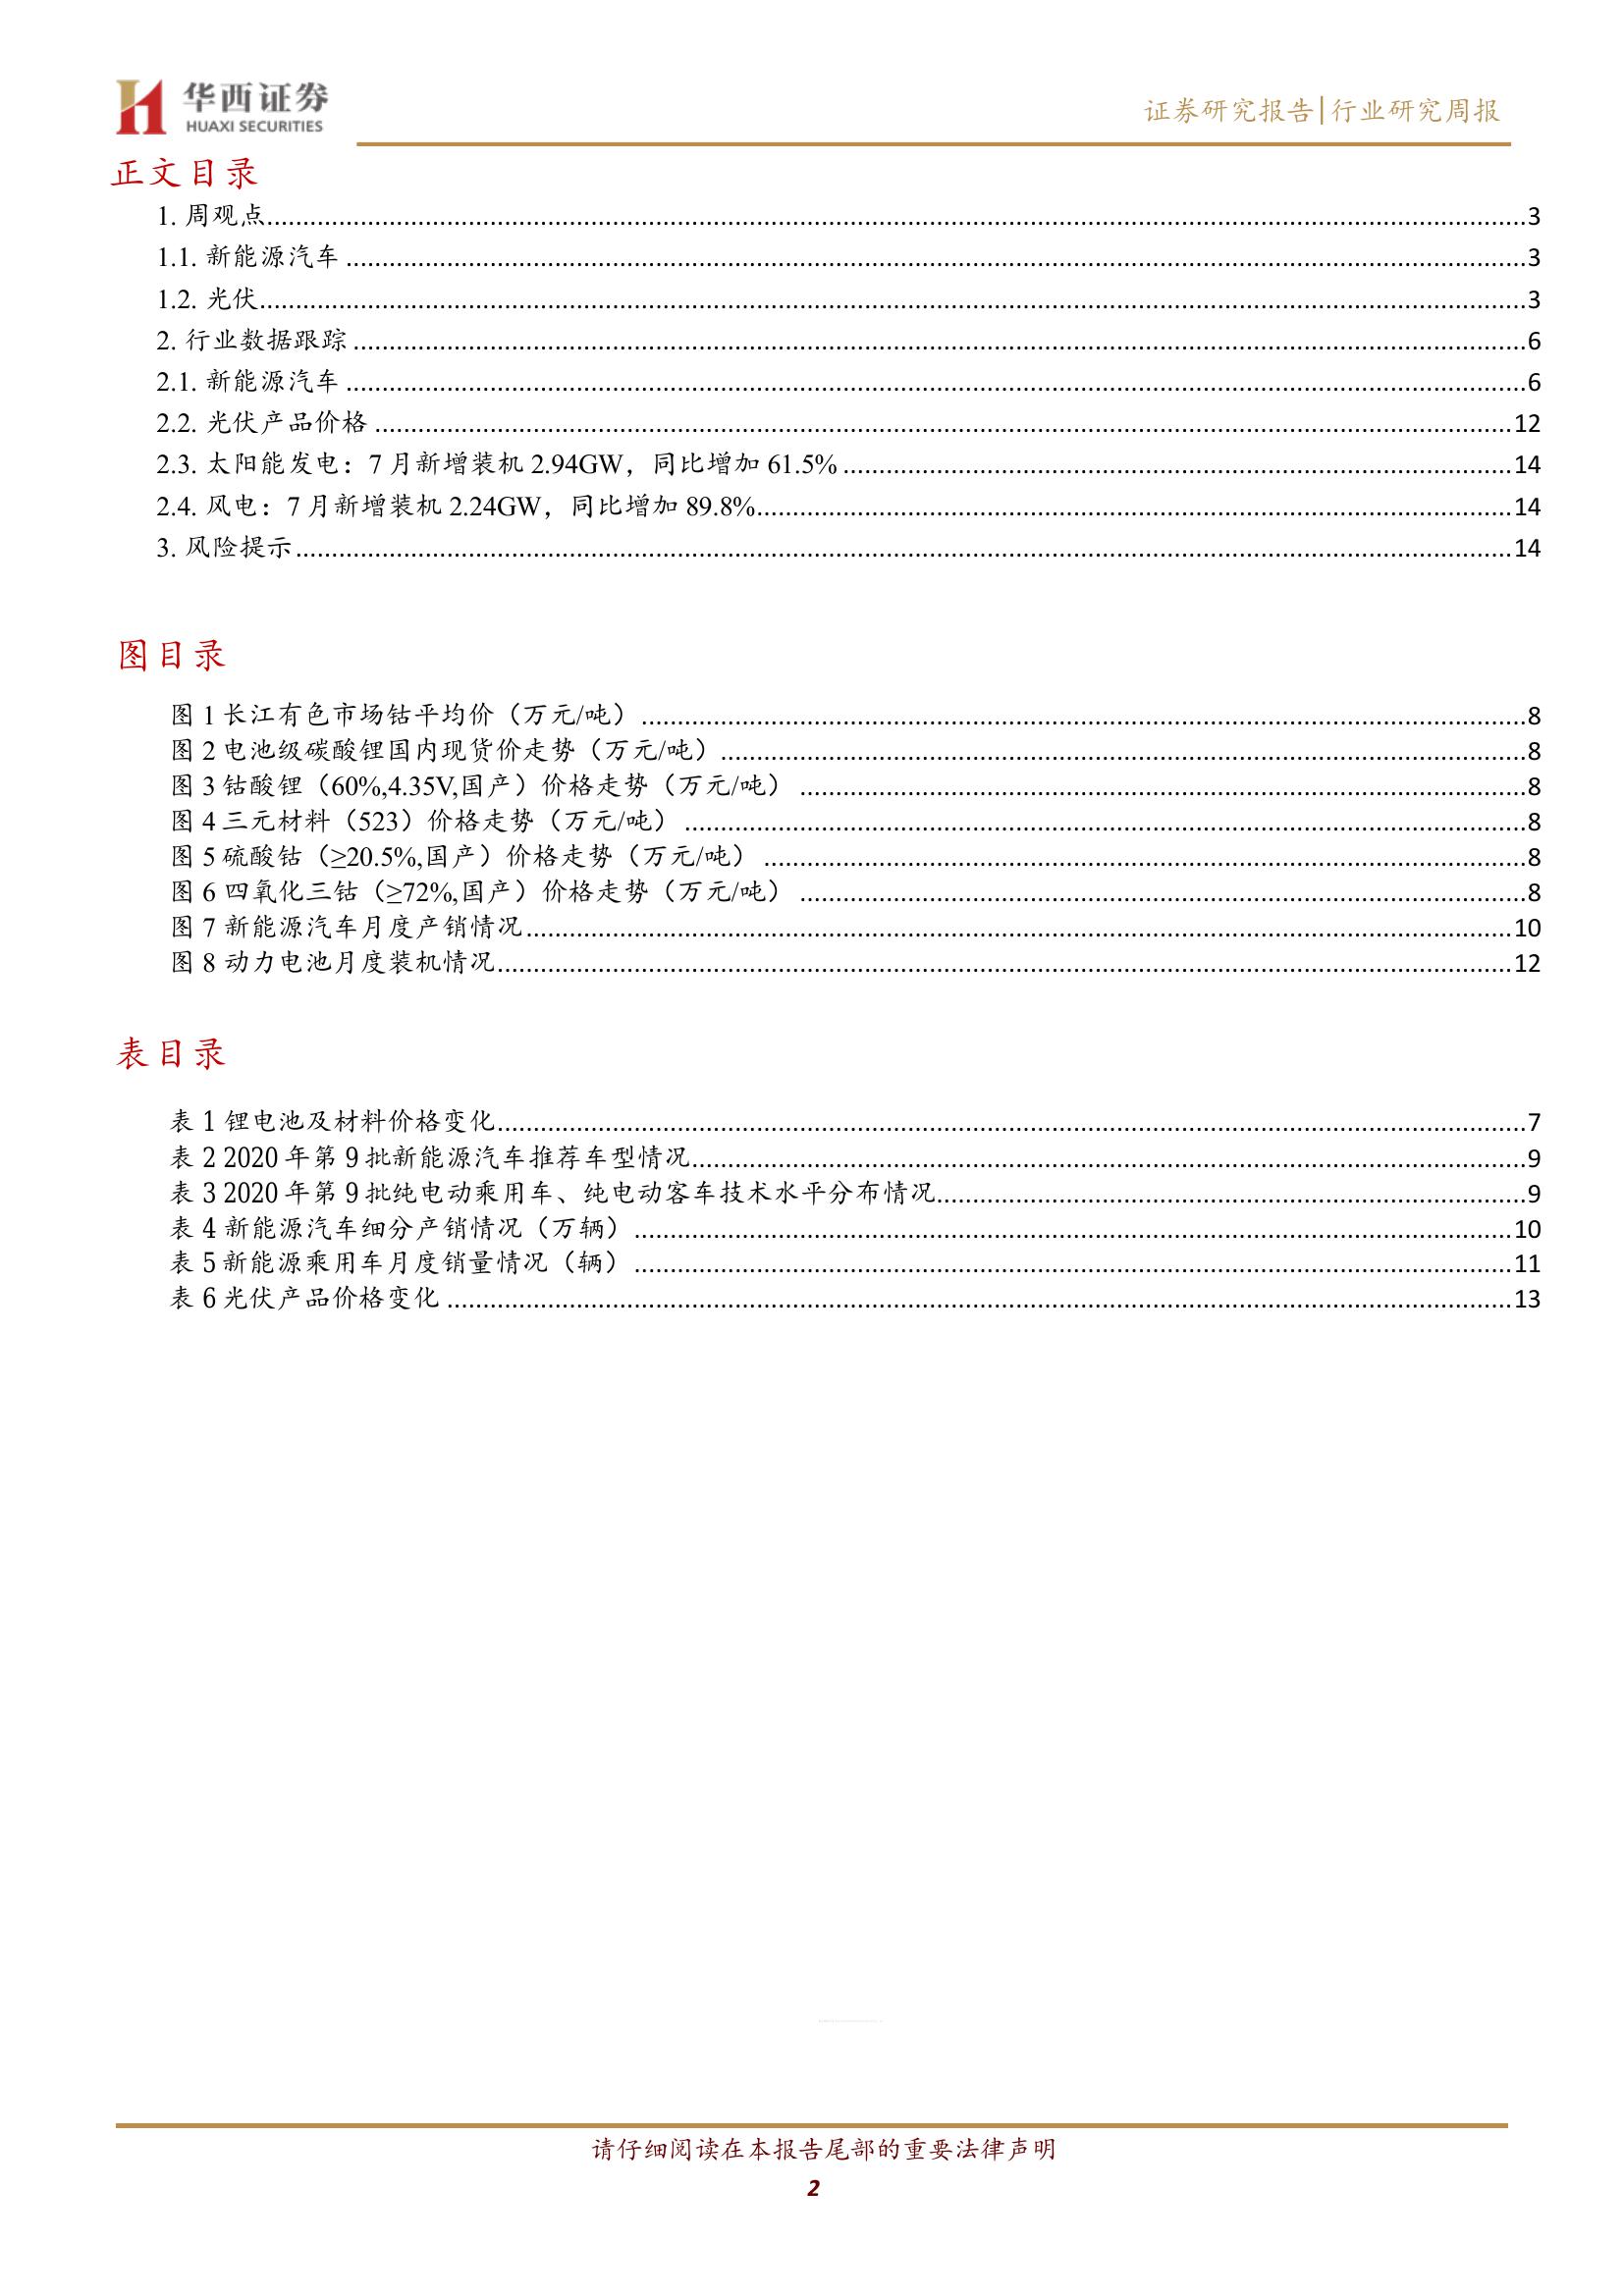 华西证券
HUAXI SECURITIES
证券研究报告|行业研究周报
正文目录
1. 周观点........3
1.1. 新能源汽车........3
1.2. 光伏........3
2. 行业数据跟踪........6
2.1. 新能源汽车........6
2.2. 光伏产品价格........12
2.3. 太阳能发电：7 月新增装机 2.94GW，同比增加 61.5%........14
2.4. 风电：7 月新增装机 2.24GW，同比增加 89.8%........14
3. 风险提示........14
图目录
图 1 长江有色市场钴平均价（万元/吨）........8
图 2 电池级碳酸锂国内现货价走势（万元/吨）........8
图 3 钴酸锂（60%,4.35V,国产）价格走势（万元/吨）........8
图 4 三元材料（523）价格走势（万元/吨）........8
图 5 硫酸钴（≥20.5%,国产）价格走势（万元/吨）........8
图 6 四氧化三钴（≥72%,国产）价格走势（万元/吨）........8
图 7 新能源汽车月度产销情况........10
图 8 动力电池月度装机情况........12
表目录
表 1 锂电池及材料价格变化........7
表 2 2020 年第 9 批新能源汽车推荐车型情况........9
表 3 2020 年第 9 批纯电动乘用车、纯电动客车技术水平分布情况........9
表 4 新能源汽车细分产销情况（万辆）........10
表 5 新能源乘用车月度销量情况（辆）........11
表 6 光伏产品价格变化........13
请仔细阅读在本报告尾部的重要法律声明
2